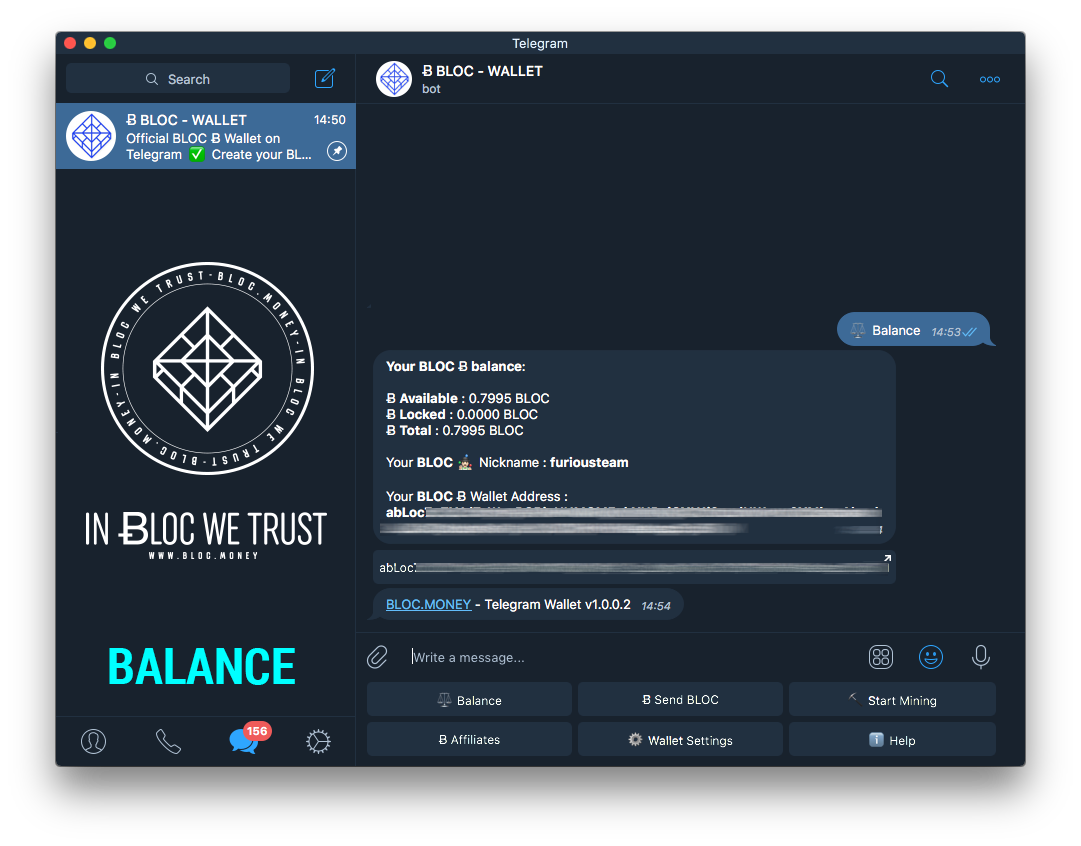 Telegram
Search
Ƀ BLOC - WALLET
bot
Ƀ BLOC - WALLET 14:50
Official BLOC Ƀ Wallet on
Telegram ✅ Create your BL...
IN BLOC WE TRUST · BLOC.MONEY · IN BLOC WE TRUST · BLOC.MONEY ·
IN ɃLOC WE TRUST
WWW.BLOC.MONEY
BALANCE
156
Balance 14:53
Your BLOC Ƀ balance:
Ƀ Available : 0.7995 BLOC
Ƀ Locked : 0.0000 BLOC
Ƀ Total : 0.7995 BLOC
Your BLOC Nickname : furiousteam
Your BLOC Ƀ Wallet Address :
abLoc
abLoc
BLOC.MONEY - Telegram Wallet v1.0.0.2 14:54
Write a message...
Balance
Ƀ Send BLOC
Start Mining
Ƀ Affiliates
Wallet Settings
Help